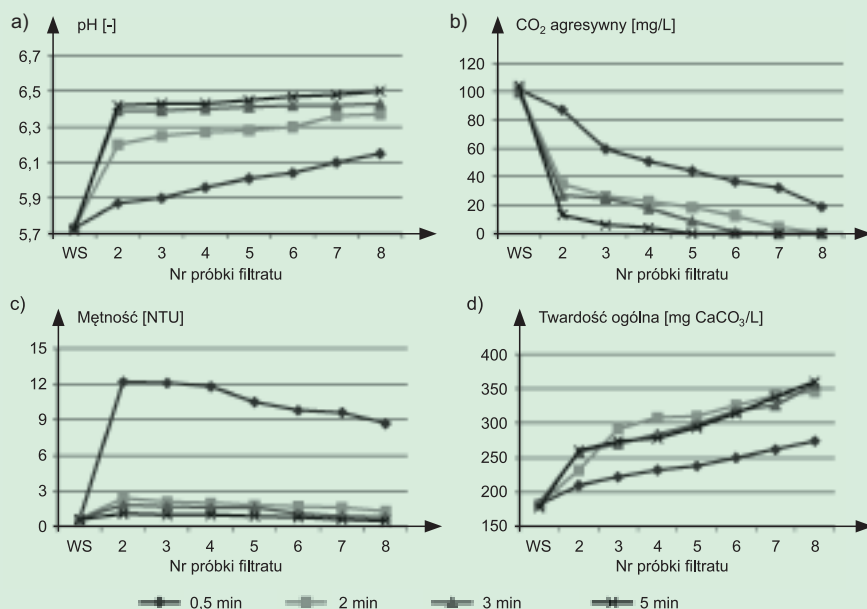 a) pH [-]
6,7
6,5
6,3
6,1
5,9
5,7
WS 2 3 4 5 6 7 8
Nr próbki filtratu
b) CO₂ agresywny [mg/L]
120
100
80
60
40
20
0
WS 2 3 4 5 6 7 8
Nr próbki filtratu
c) Mętność [NTU]
15
12
9
6
3
0
WS 2 3 4 5 6 7 8
Nr próbki filtratu
d) Twardość ogólna [mg CaCO₃/L]
400
350
300
250
200
150
WS 2 3 4 5 6 7 8
Nr próbki filtratu
0,5 min 2 min 3 min 5 min